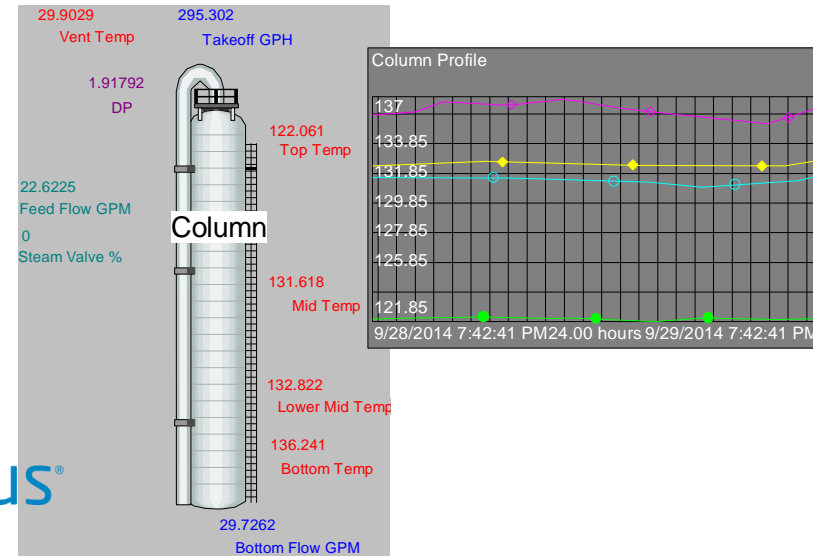 29.9029
Vent Temp
295.302
Takeoff GPH
1.91792
DP
122.061
Top Temp
22.6225
Feed Flow GPM
0
Steam Valve %
Column
131.618
Mid Temp
132.822
Lower Mid Temp
136.241
Bottom Temp
us®
29.7262
Bottom Flow GPM
Column Profile
137
133.85
131.85
129.85
127.85
125.85
121.85
9/28/2014 7:42:41 PM24.00 hours 9/29/2014 7:42:41 PM